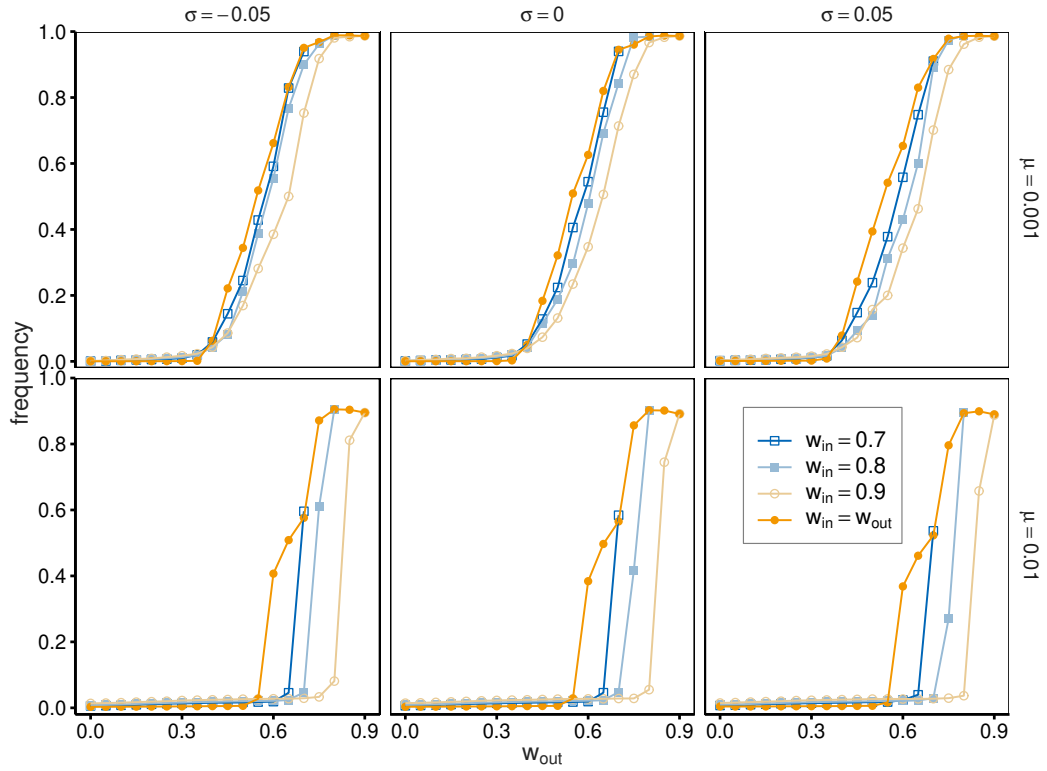 σ = −0.05
σ = 0
σ = 0.05
1.0
0.8
0.6
0.4
0.2
0.0
μ = 0.001
frequency
1.0
0.8
0.6
0.4
0.2
0.0
w_in = 0.7
w_in = 0.8
w_in = 0.9
w_in = w_out
μ = 0.01
0.0 0.3 0.6 0.9 0.0 0.3 0.6 0.9 0.0 0.3 0.6 0.9
w_out